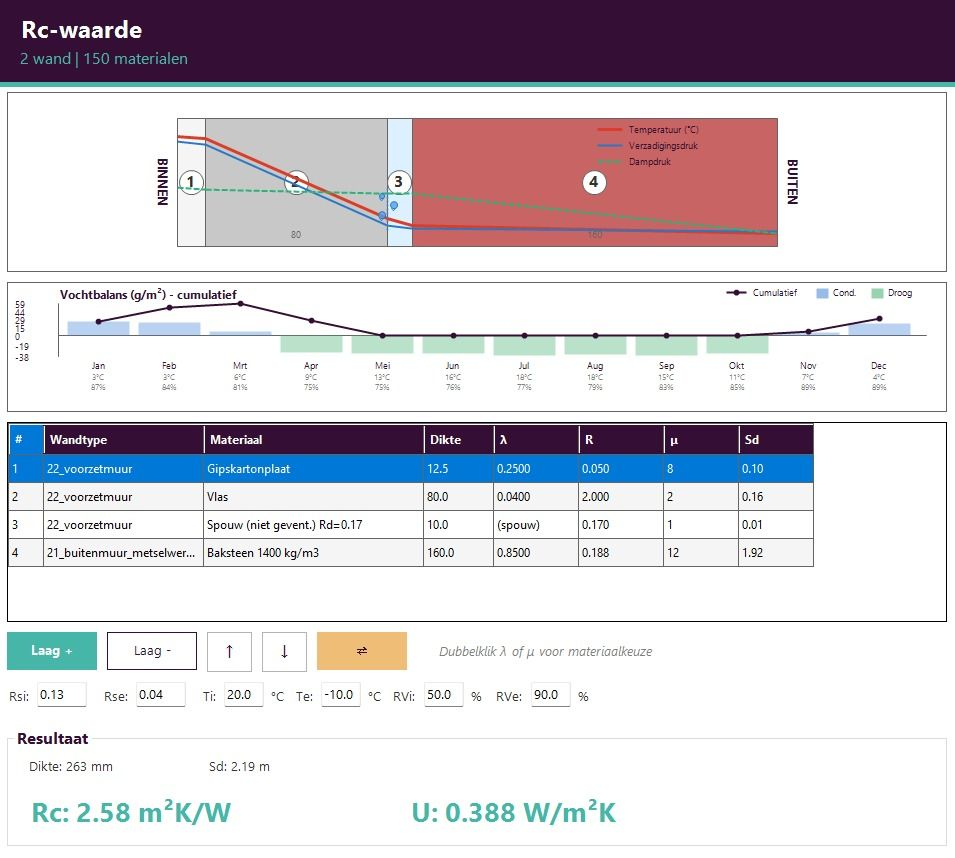 Rc-waarde
2 wand | 150 materialen
BINNEN
BUITEN
Temperatuur (°C)
Verzadigingsdruk
Dampdruk
1
2
3
4
80
160
Vochtbalans (g/m²) - cumulatief
Cumulatief Cond. Droog
59
44
29
15
0
-19
-38
Jan Feb Mrt Apr Mei Jun Jul Aug Sep Okt Nov Dec
3°C 3°C 6°C 9°C 13°C 16°C 18°C 18°C 15°C 11°C 7°C 4°C
87% 84% 81% 75% 75% 76% 77% 79% 83% 85% 89% 89%
# Wandtype Materiaal Dikte λ R μ Sd
1 22_voorzetmuur Gipskartonplaat 12.5 0.2500 0.050 8 0.10
2 22_voorzetmuur Vlas 80.0 0.0400 2.000 2 0.16
3 22_voorzetmuur Spouw (niet gevent.) Rd=0.17 10.0 (spouw) 0.170 1 0.01
4 21_buitenmuur_metselwer... Baksteen 1400 kg/m3 160.0 0.8500 0.188 12 1.92
Laag + Laag - ↑ ↓ ⇌ Dubbelklik λ of μ voor materiaalkeuze
Rsi: 0.13 Rse: 0.04 Ti: 20.0 °C Te: -10.0 °C RVi: 50.0 % RVe: 90.0 %
Resultaat
Dikte: 263 mm Sd: 2.19 m
Rc: 2.58 m²K/W U: 0.388 W/m²K